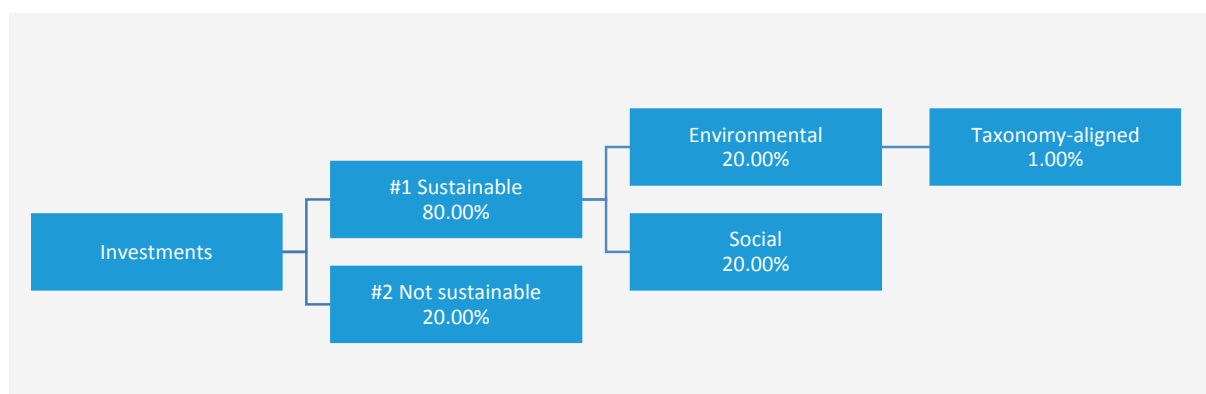 Investments
#1 Sustainable
80.00%
#2 Not sustainable
20.00%
Environmental
20.00%
Social
20.00%
Taxonomy-aligned
1.00%